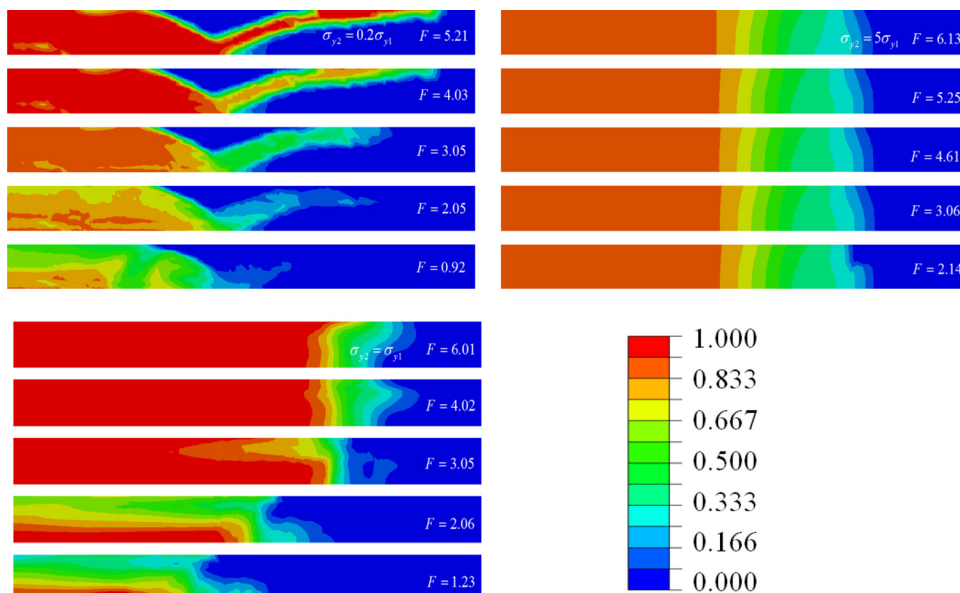 σy2 = 0.2σy1 F = 5.21
F = 4.03
F = 3.05
F = 2.05
F = 0.92
σy2 = 5σy1 F = 6.13
F = 5.25
F = 4.61
F = 3.06
F = 2.14
σy2 = σy1 F = 6.01
F = 4.02
F = 3.05
F = 2.06
F = 1.23
1.000
0.833
0.667
0.500
0.333
0.166
0.000